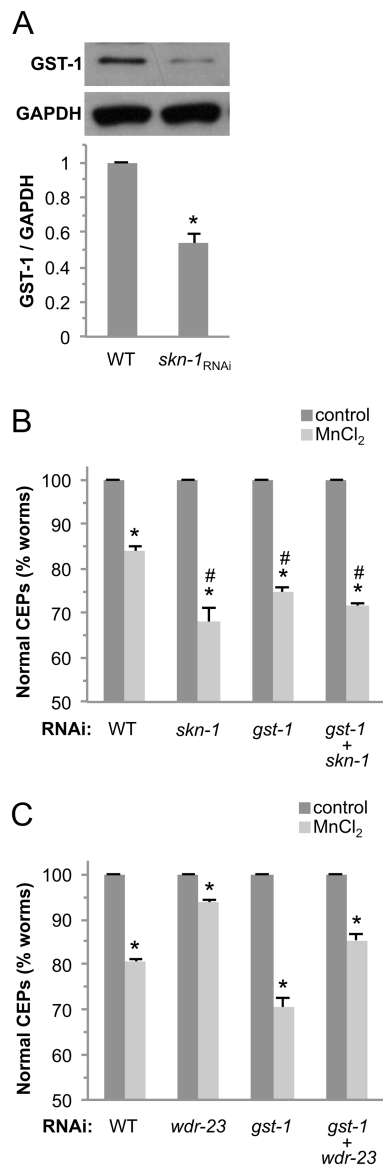 A
GST-1
GAPDH
GST-1 / GAPDH
1
0.8
0.6
0.4
0.2
0
*
WT
skn-1RNAi
B
control
MnCl2
Normal CEPs (% worms)
100
90
80
70
60
50
*
#
*
#
*
#
*
RNAi: WT skn-1 gst-1 gst-1
+
skn-1
C
control
MnCl2
Normal CEPs (% worms)
100
90
80
70
60
50
*
*
*
*
RNAi: WT wdr-23 gst-1 gst-1
+
wdr-23